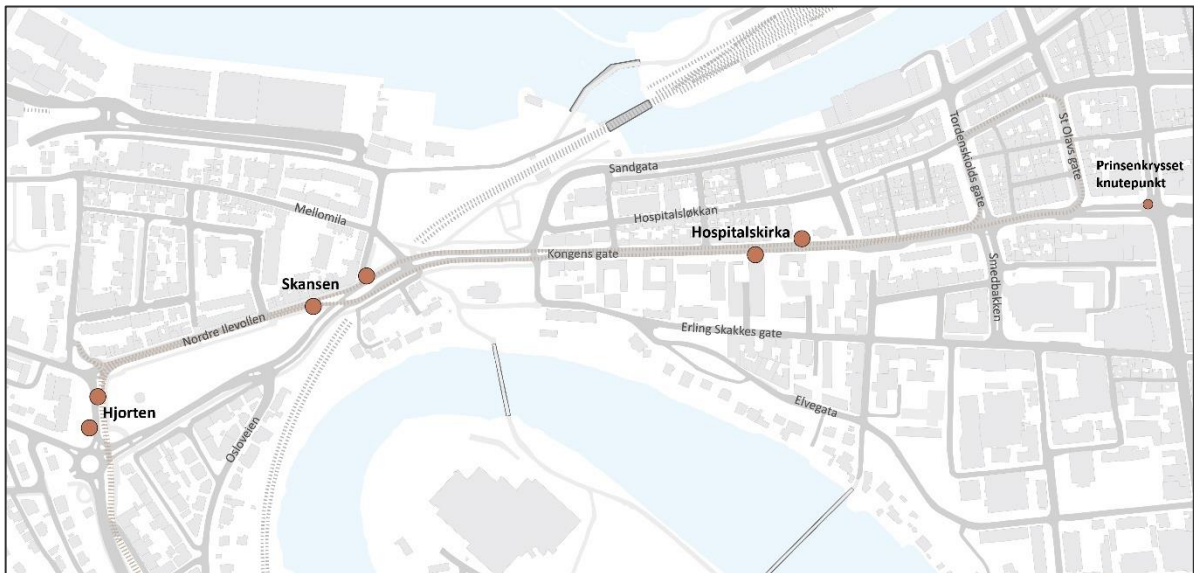 Tordenskiolds gate
St Olavs gate
Sandgata
Prinsenkrysset
knutepunkt
Mellomila
Hospitalsløkkan
Hospitalskirka
Kongens gate
Skansen
Smedbakken
Nordre Ilevollen
Erling Skakkes gate
Elvegata
Hjorten
Osloveien